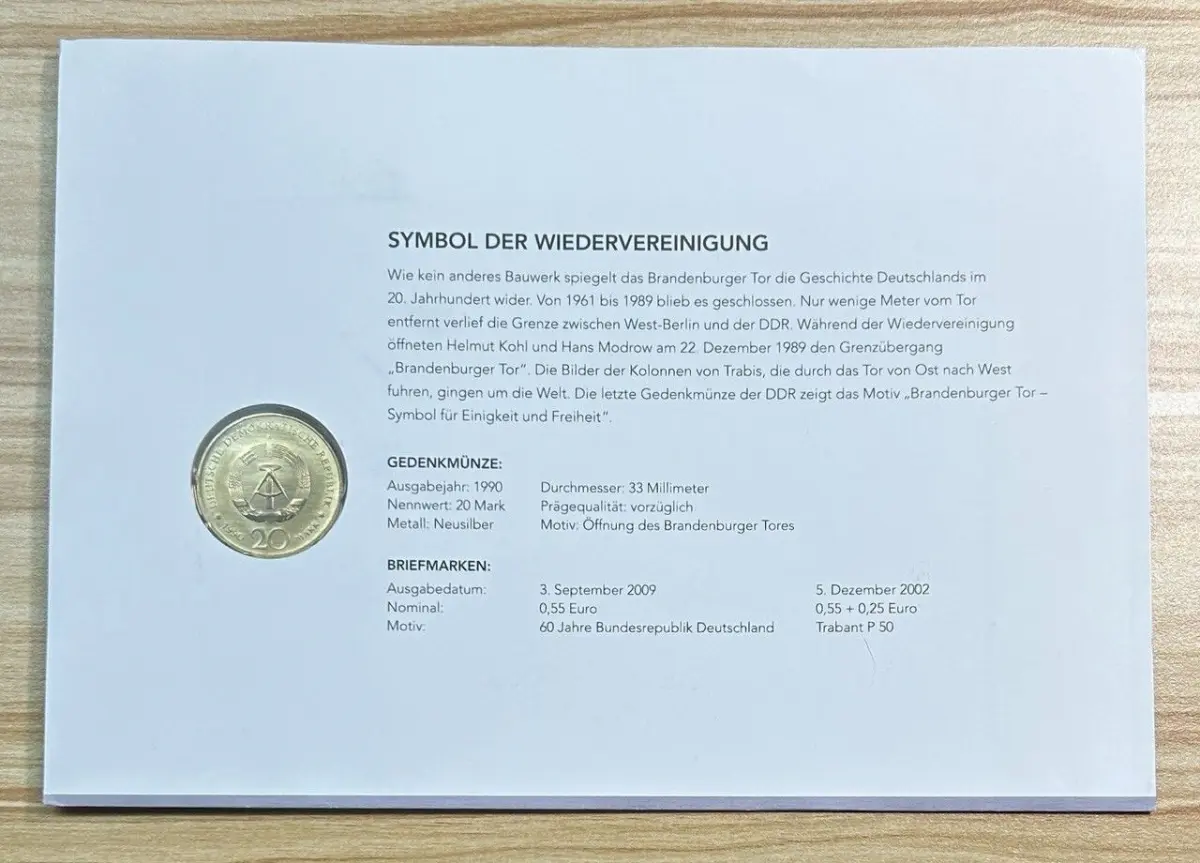 SYMBOL DER WIEDERVEREINIGUNG
Wie kein anderes Bauwerk spiegelt das Brandenburger Tor die Geschichte Deutschlands im
20. Jahrhundert wider. Von 1961 bis 1989 blieb es geschlossen. Nur wenige Meter vom Tor
entfernt verlief die Grenze zwischen West-Berlin und der DDR. Während der Wiedervereinigung
öffneten Helmut Kohl und Hans Modrow am 22. Dezember 1989 den Grenzübergang
„Brandenburger Tor“. Die Bilder der Kolonnen von Trabis, die durch das Tor von Ost nach West
fuhren, gingen um die Welt. Die letzte Gedenkmünze der DDR zeigt das Motiv „Brandenburger Tor –
Symbol für Einigkeit und Freiheit“.
DEUTSCHE DEMOKRATISCHE REPUBLIK
1990 20 MARK
GEDENKMÜNZE:
Ausgabejahr: 1990 Durchmesser: 33 Millimeter
Nennwert: 20 Mark Prägequalität: vorzüglich
Metall: Neusilber Motiv: Öffnung des Brandenburger Tores
BRIEFMARKEN:
Ausgabedatum: 3. September 2009 5. Dezember 2002
Nominal: 0,55 Euro 0,55 + 0,25 Euro
Motiv: 60 Jahre Bundesrepublik Deutschland Trabant P 50